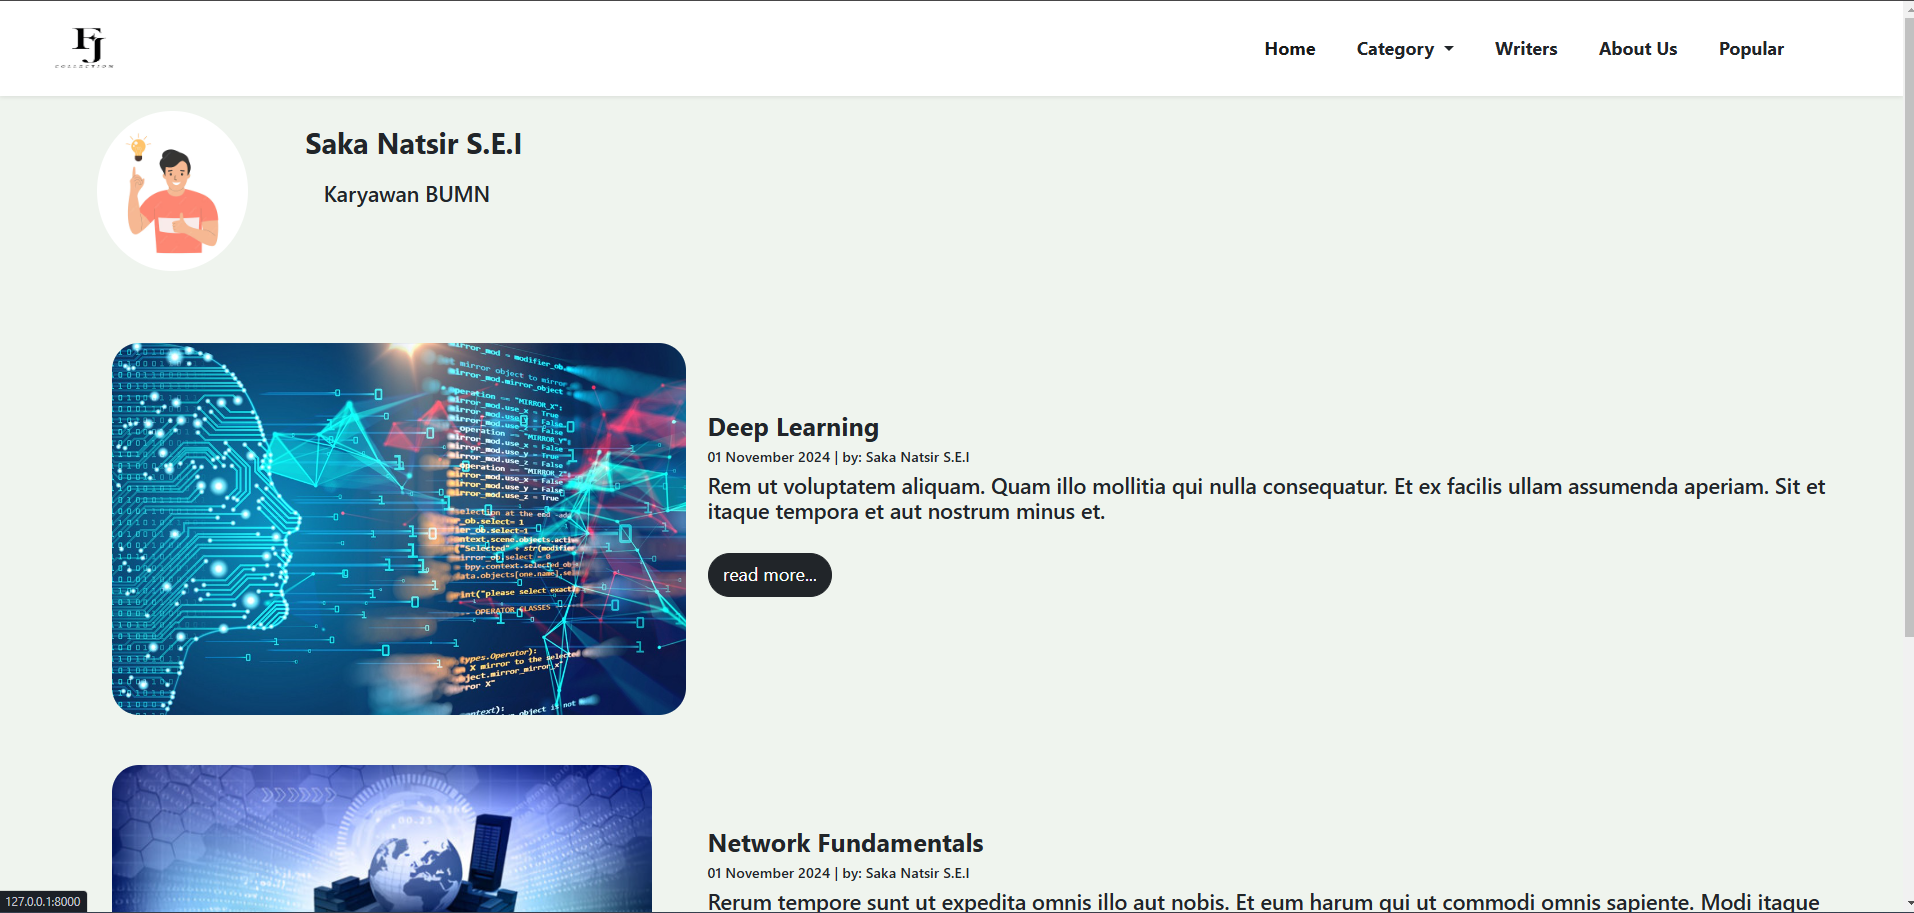 FJ
Home Category Writers About Us Popular
Saka Natsir S.E.I
Karyawan BUMN
Deep Learning
01 November 2024 | by: Saka Natsir S.E.I
Rem ut voluptatem aliquam. Quam illo mollitia qui nulla consequatur. Et ex facilis ullam assumenda aperiam. Sit et
itaque tempora et aut nostrum minus et.
read more...
Network Fundamentals
01 November 2024 | by: Saka Natsir S.E.I
Rerum tempore sunt ut expedita omnis illo aut nobis. Et eum harum qui ut commodi omnis sapiente. Modi itaque
127.0.0.1:8000